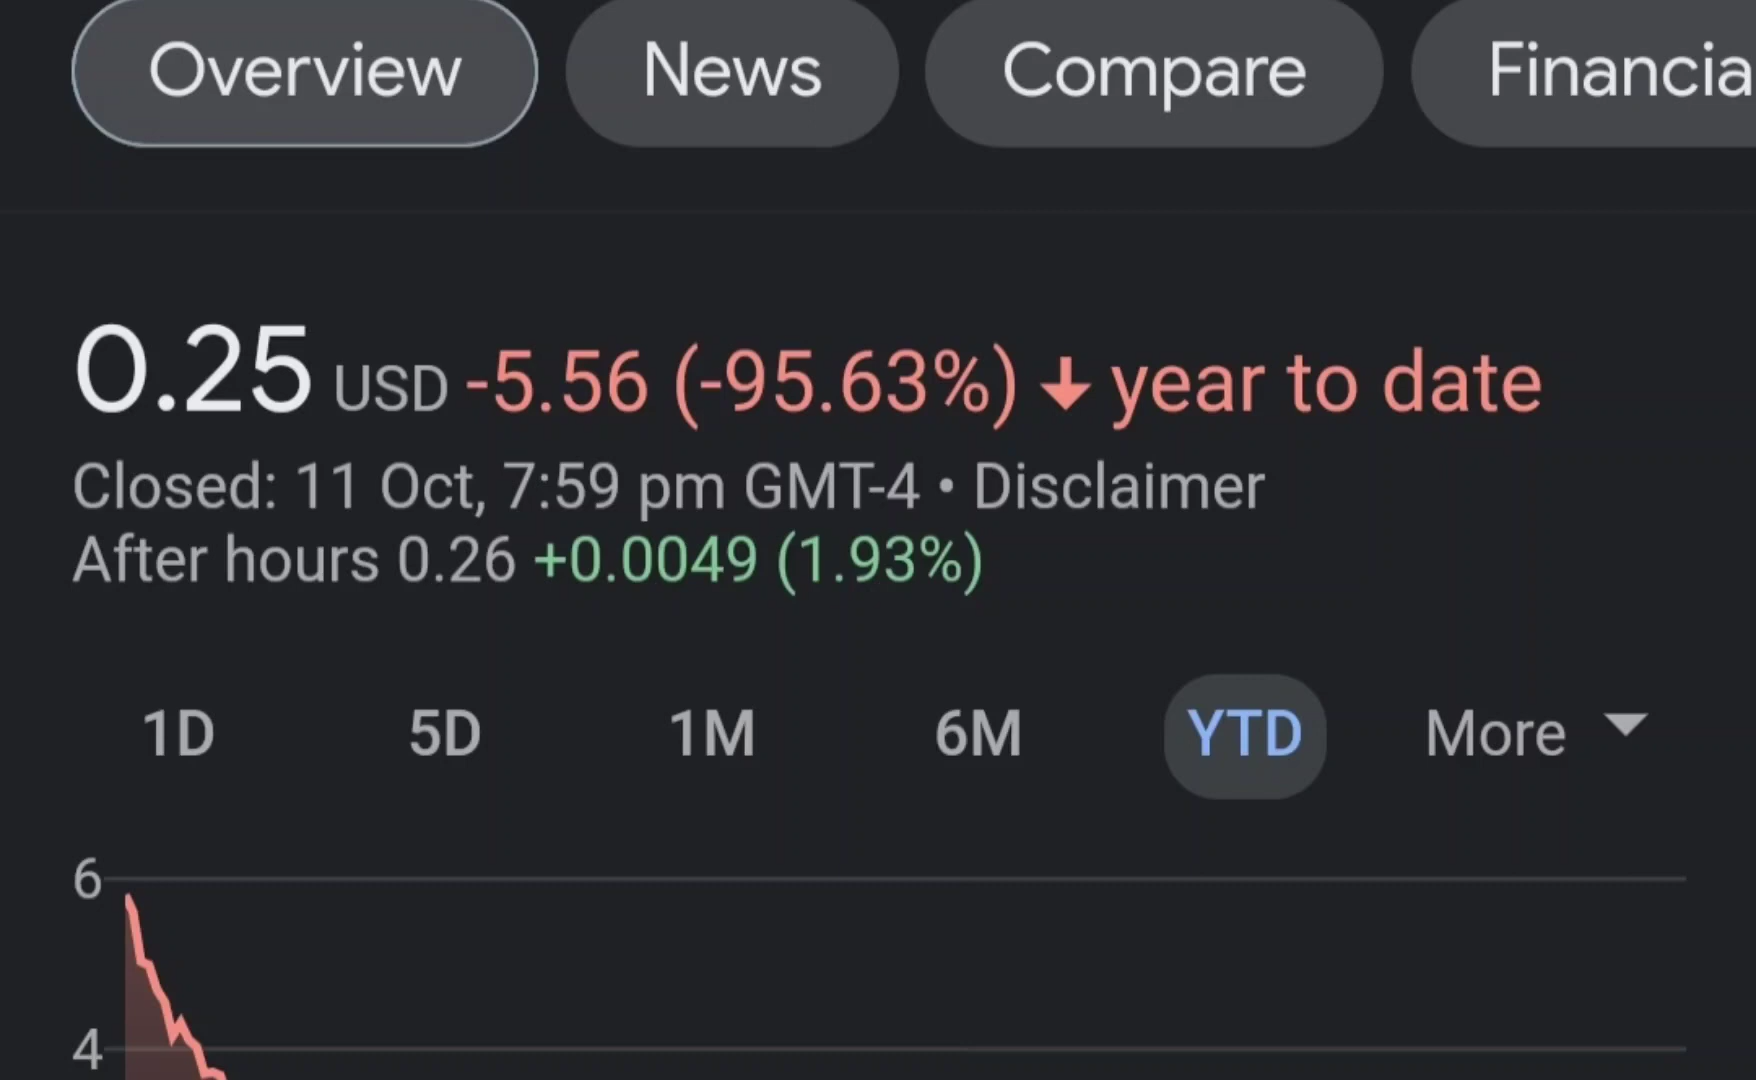 Overview News Compare Financia
0.25 USD -5.56 (-95.63%) ↓ year to date
Closed: 11 Oct, 7:59 pm GMT-4 • Disclaimer
After hours 0.26 +0.0049 (1.93%)
1D 5D 1M 6M YTD More
6
4